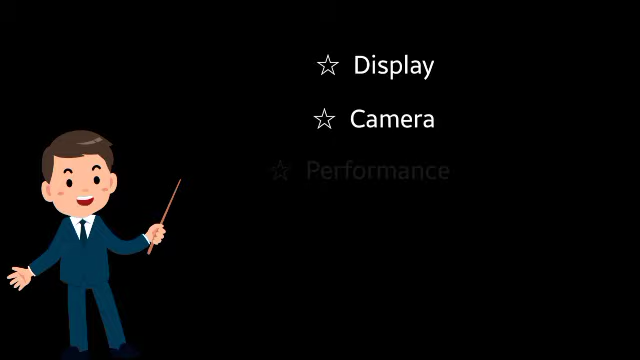 ☆ Display
☆ Camera
☆ Performance